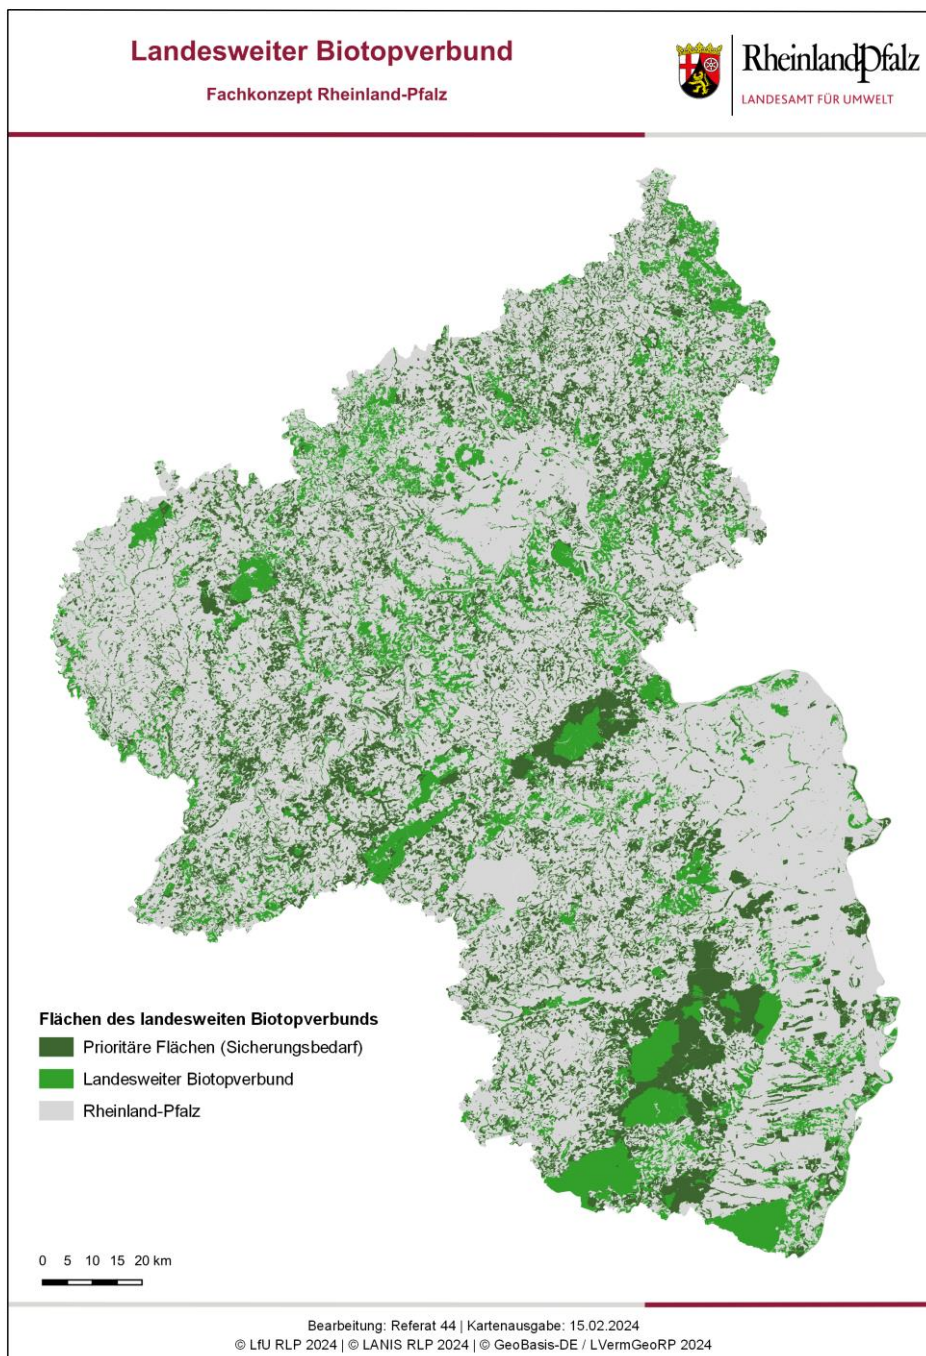 Landesweiter Biotopverbund
Fachkonzept Rheinland-Pfalz
RheinlandPfalz
LANDESAMT FÜR UMWELT
Flächen des landesweiten Biotopverbunds
Prioritäre Flächen (Sicherungsbedarf)
Landesweiter Biotopverbund
Rheinland-Pfalz
0 5 10 15 20 km
Bearbeitung: Referat 44 | Kartenausgabe: 15.02.2024
© LfU RLP 2024 | © LANIS RLP 2024 | © GeoBasis-DE / LVermGeoRP 2024